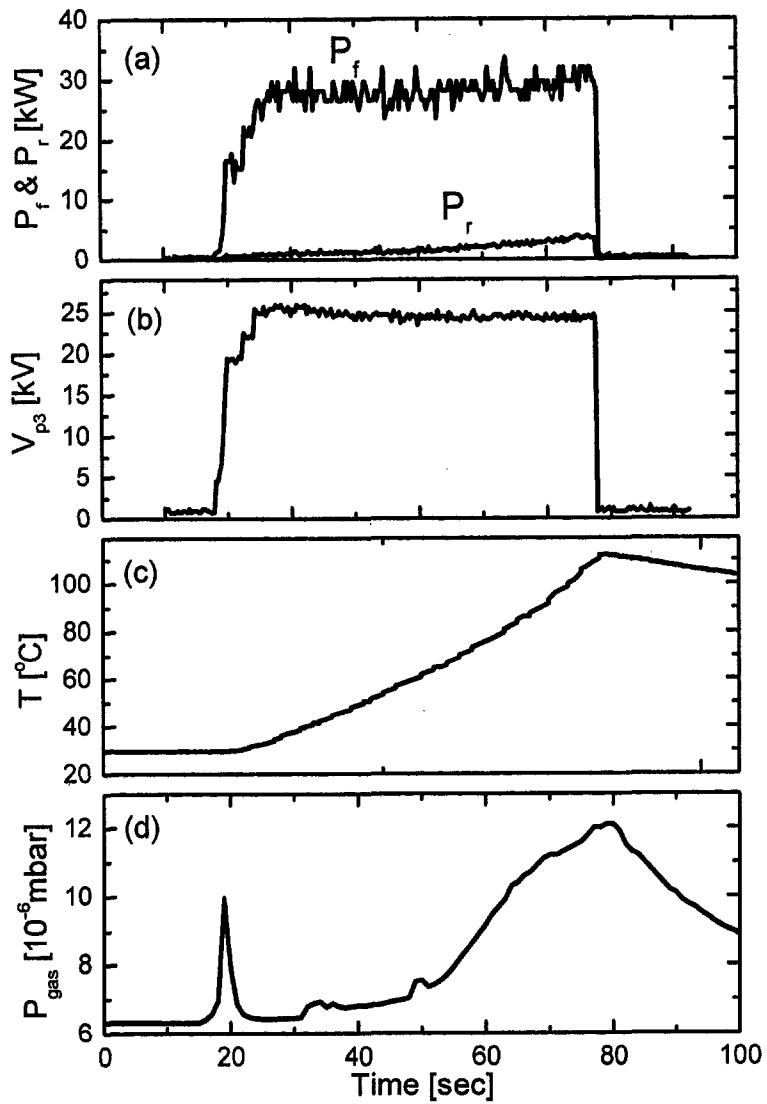 (a)
P_f
P_r
P_f & P_r [kW]
40
30
20
10
0
(b)
V_p3 [kV]
25
20
15
10
5
0
(c)
T [°C]
100
80
60
40
20
(d)
P_gas [10^-6 mbar]
12
10
8
6
0 20 40 60 80 100
Time [sec]